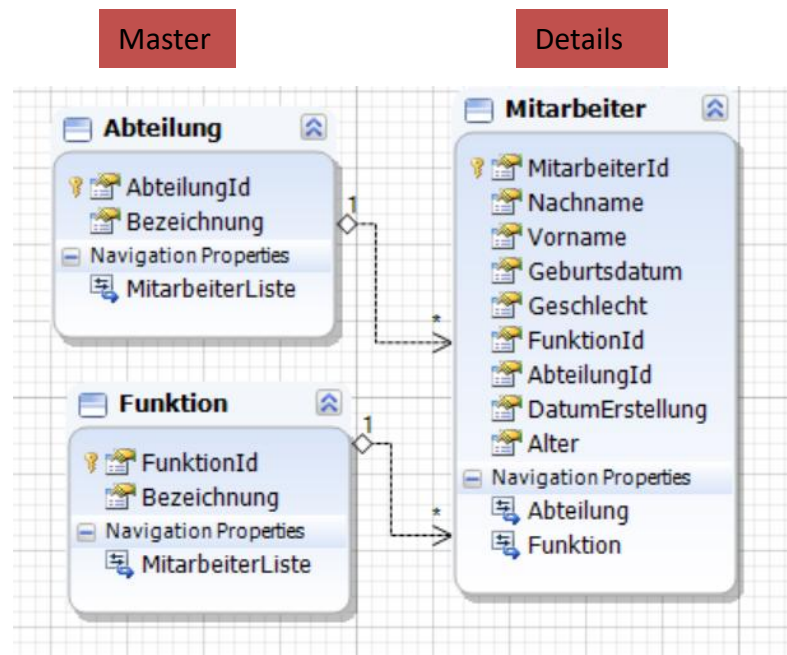 Master
Details
Abteilung
AbteilungId
Bezeichnung
Navigation Properties
MitarbeiterListe
1
*
Funktion
FunktionId
Bezeichnung
Navigation Properties
MitarbeiterListe
1
*
Mitarbeiter
MitarbeiterId
Nachname
Vorname
Geburtsdatum
Geschlecht
FunktionId
AbteilungId
DatumErstellung
Alter
Navigation Properties
Abteilung
Funktion